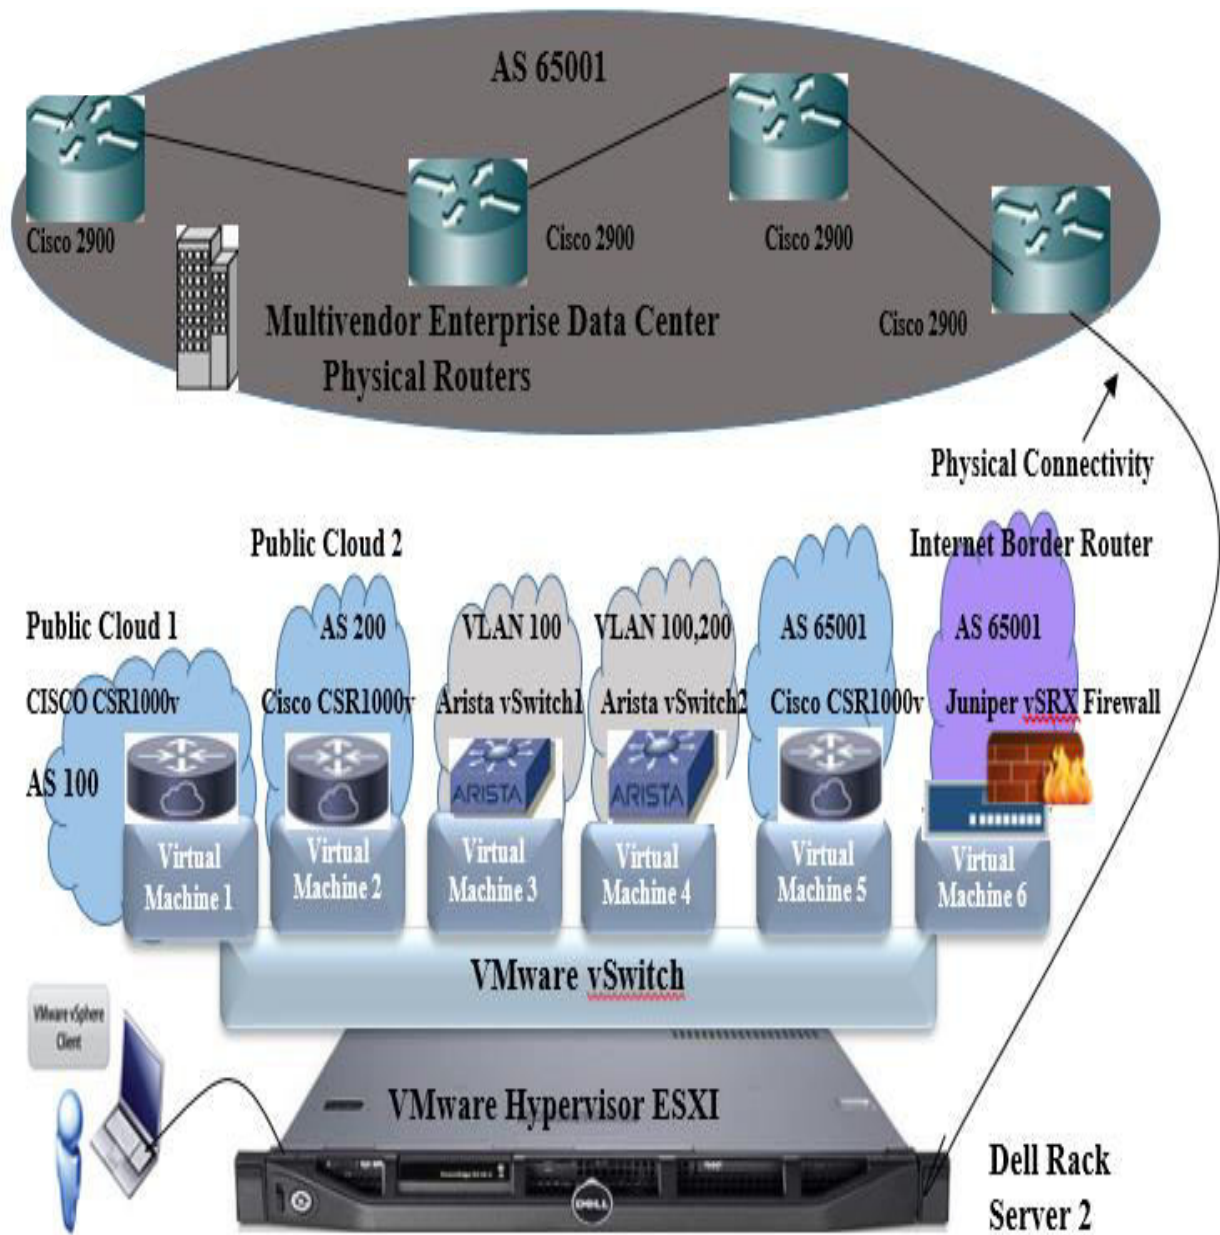 AS 65001
Cisco 2900
Cisco 2900
Cisco 2900
Cisco 2900
Multivendor Enterprise Data Center
Physical Routers
Physical Connectivity
Public Cloud 2
Internet Border Router
Public Cloud 1
AS 200
VLAN 100
VLAN 100,200
AS 65001
AS 65001
CISCO CSR1000v
Cisco CSR1000v
Arista vSwitch1
Arista vSwitch2
Cisco CSR1000v
Juniper vSRX Firewall
AS 100
ARISTA
ARISTA
Virtual
Machine 1
Virtual
Machine 2
Virtual
Machine 3
Virtual
Machine 4
Virtual
Machine 5
Virtual
Machine 6
VMware vSwitch
VMware vSphere
Client
VMware Hypervisor ESXI
DELL
Dell Rack
Server 2